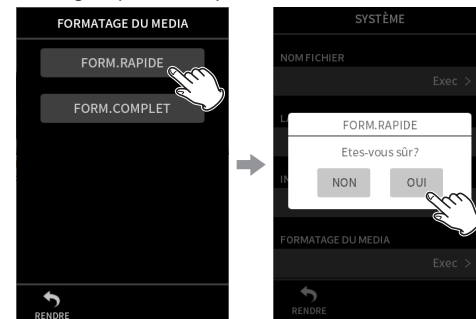 FORMATAGE DU MEDIA
FORM.RAPIDE
FORM.COMPLET
RENDRE
SYSTÈME
NOM FICHIER
Exec >
FORM.RAPIDE
Etes-vous sûr?
NON OUI
FORMATAGE DU MEDIA
Exec >
RENDRE